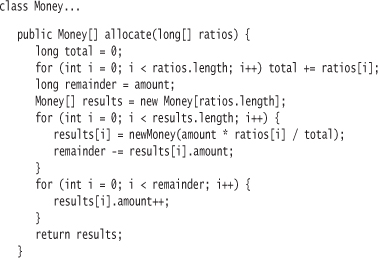 class Money...
public Money[] allocate(long[] ratios) {
long total = 0;
for (int i = 0; i < ratios.length; i++) total += ratios[i];
long remainder = amount;
Money[] results = new Money[ratios.length];
for (int i = 0; i < results.length; i++) {
results[i] = newMoney(amount * ratios[i] / total);
remainder -= results[i].amount;
}
for (int i = 0; i < remainder; i++) {
results[i].amount++;
}
return results;
}